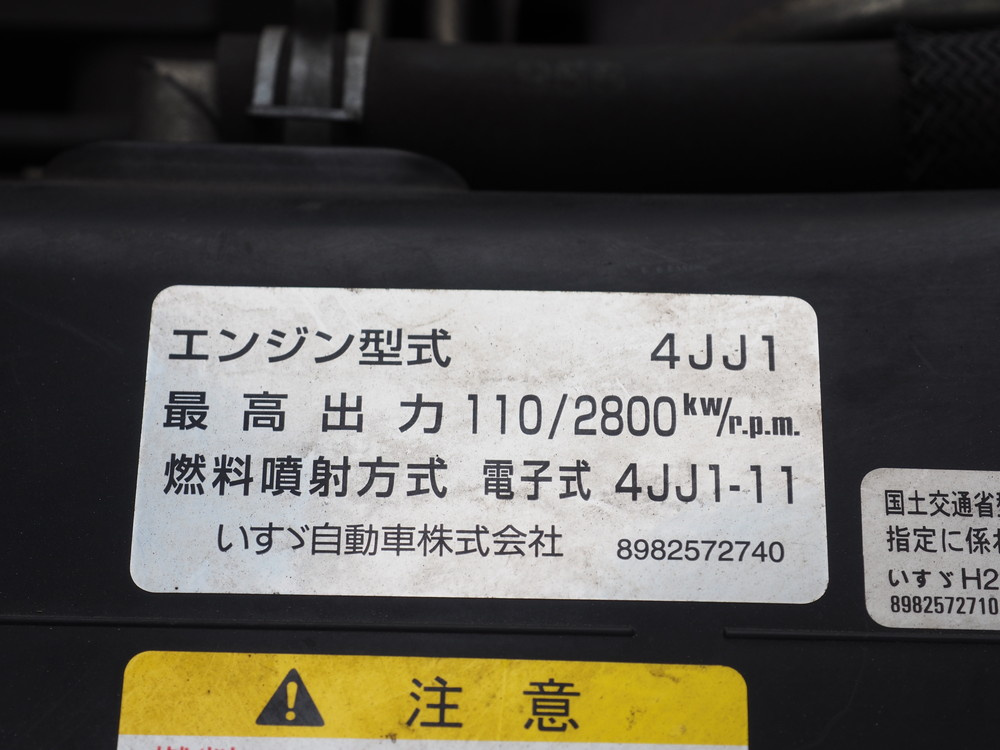 エンジン型式 4JJ1
最高出力 110/2800kW/r.p.m.
燃料噴射方式 電子式 4JJ1-11
いすゞ自動車株式会社 8982572740
国土交通省
指定に係
いすゞH2
8982572710
注意